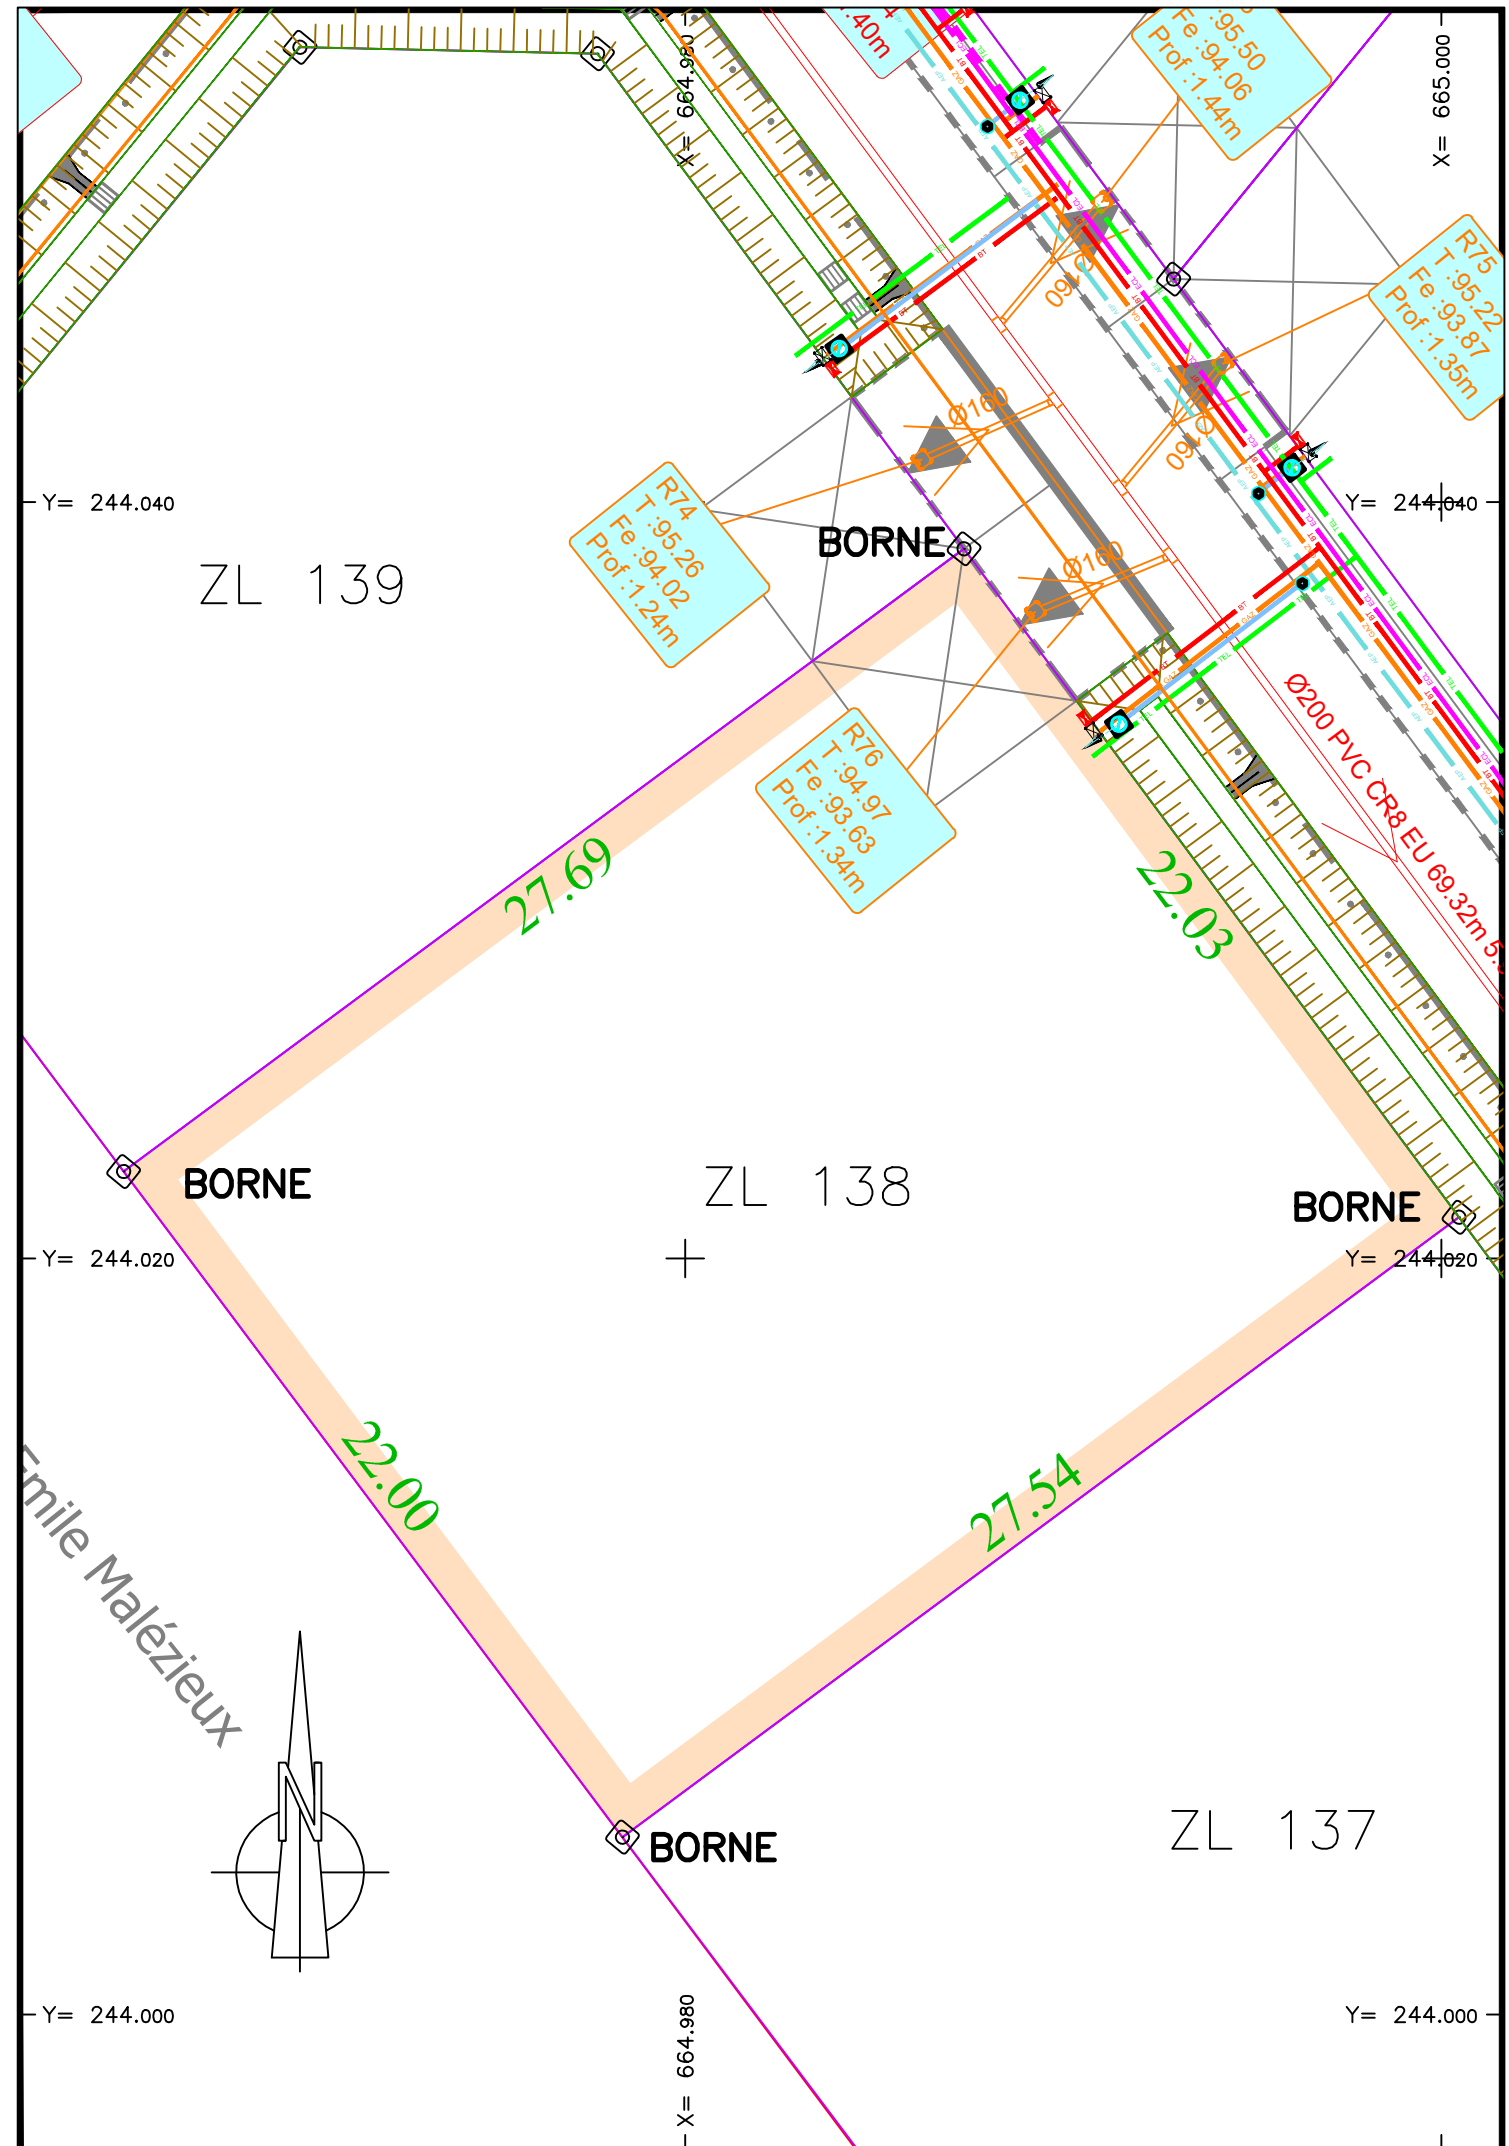 X= 664.980
X= 665.000
.40m
:95.50
Fe :94.06
Prof :1.44m
R75
T :95.22
Fe :93.87
Prof :1.35m
Ø160
Ø160
Ø160
Ø160
R74
T :95.26
Fe :94.02
Prof :1.24m
Y= 244.040
Y= 244.040
BORNE
ZL 139
R76
T :94.97
Fe :93.63
Prof :1.34m
Ø200 PVC CR8 EU 69.32m 5.
27.69
22.03
BORNE
ZL 138
BORNE
Y= 244.020
Y= 244.020
22.00
27.54
Emile Malézieux
N
BORNE
ZL 137
Y= 244.000
Y= 244.000
X= 664.980